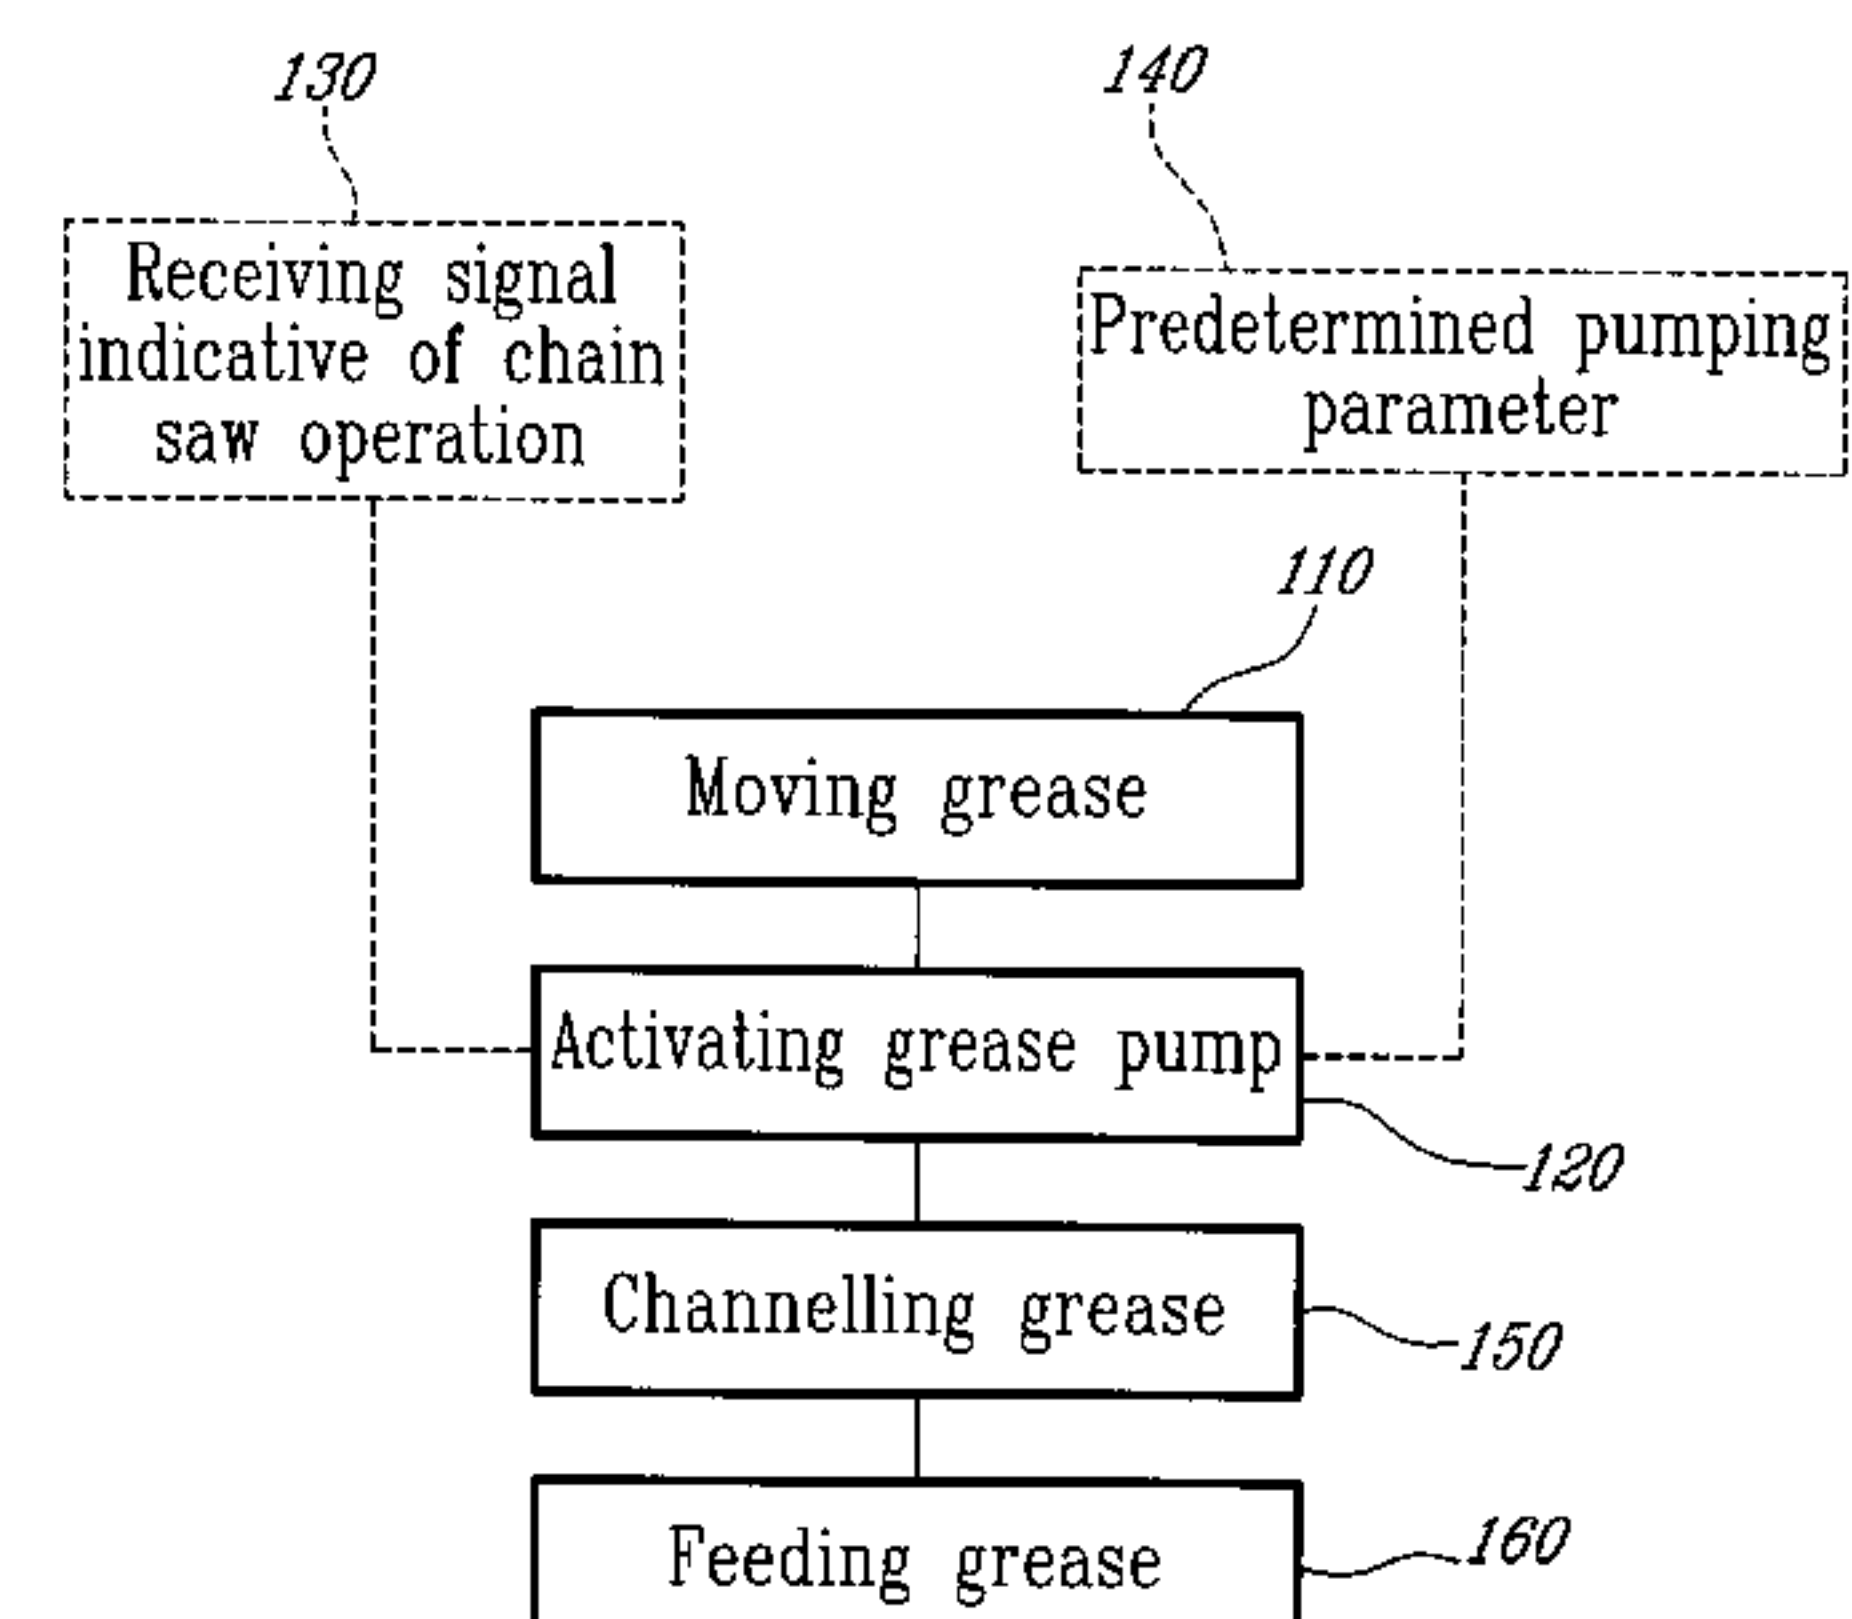 130
140
Receiving signal
indicative of chain
saw operation
Predetermined pumping
parameter
110
Moving grease
Activating grease pump
120
Channelling grease
150
Feeding grease
160